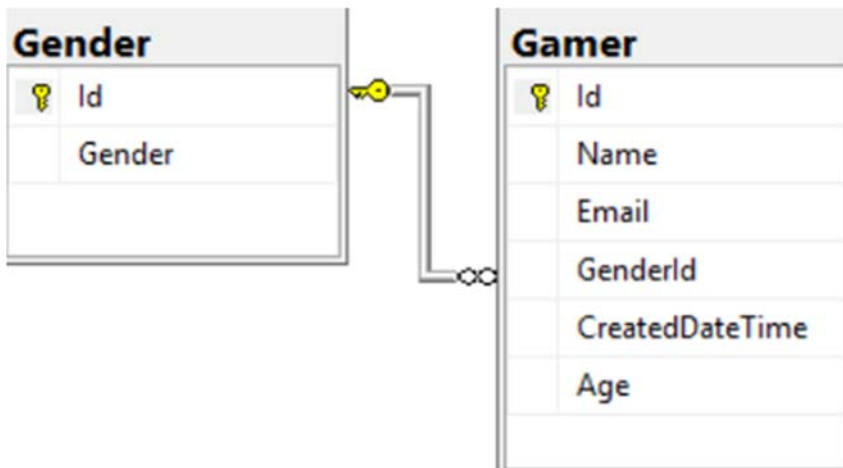 Gender
Id
Gender
Gamer
Id
Name
Email
GenderId
CreatedDateTime
Age